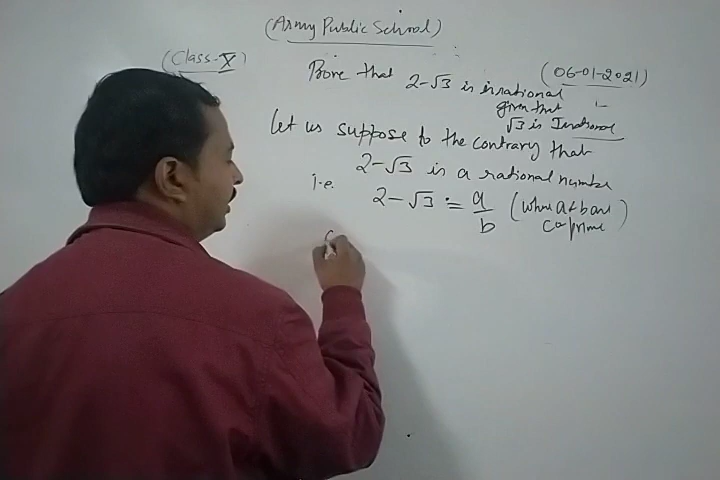 (Army Public School)
(Class-X)
Prove that 2-√3 is irrational
(06-01-2021)
given that :-
√3 is Irrational
Let us suppose to the contrary that
2-√3 is a rational number
i.e. 2-√3 = a/b (where a & b are
coprime)